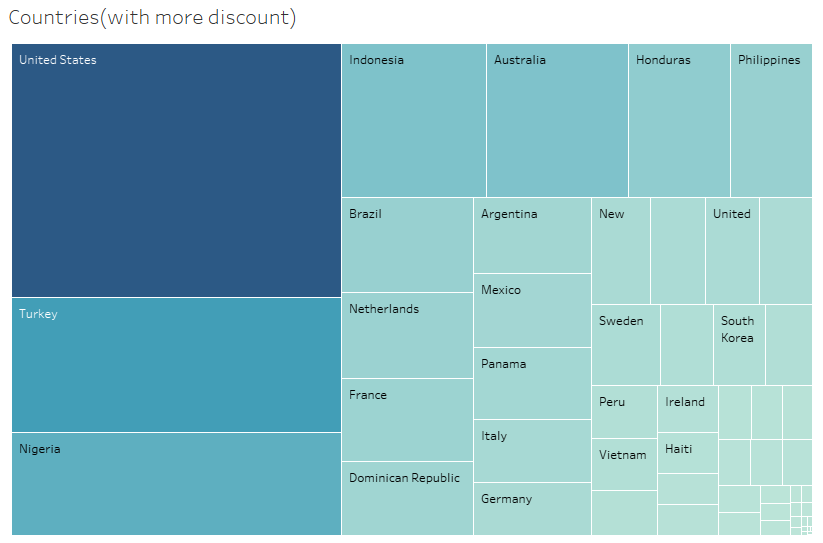 Countries(with more discount)
United States
Indonesia
Australia
Honduras
Philippines
Brazil
Argentina
New
United
Mexico
Netherlands
Turkey
Sweden
South
Korea
Panama
France
Peru
Ireland
Italy
Nigeria
Haiti
Vietnam
Dominican Republic
Germany